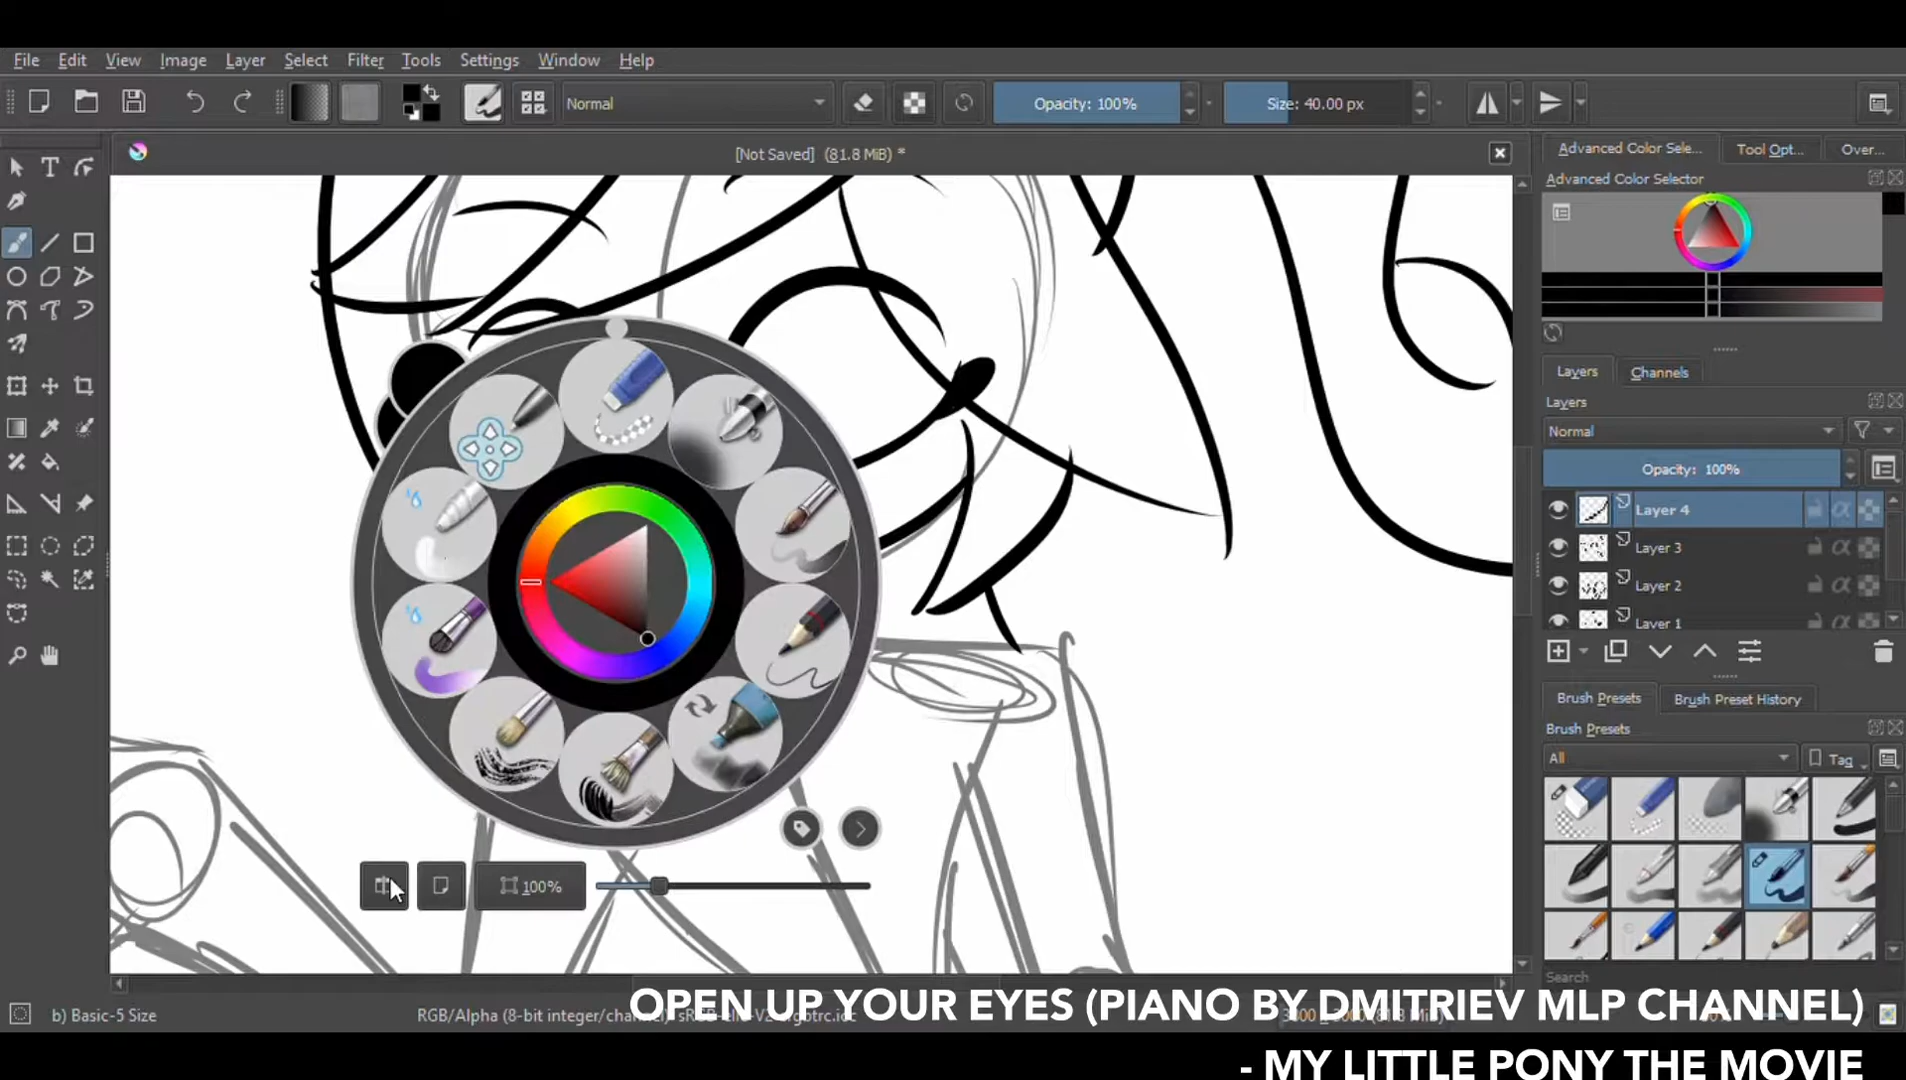 File Edit View Image Layer Select Filter Tools Settings Window Help
Normal
Opacity: 100%
Size: 40.00 px
[Not Saved] (81.8 MiB) *
Advanced Color Sele...
Tool Opt...
Over...
Advanced Color Selector
Layers
Channels
Layers
Normal
Opacity: 100%
Layer 4
Layer 3
Layer 2
Layer 1
Brush Presets
Brush Preset History
Brush Presets
All
Tag
100%
Search
b) Basic-5 Size
RGB/Alpha (8-bit integer/channel)
OPEN UP YOUR EYES (PIANO BY DMITRIEV MLP CHANNEL)
- MY LITTLE PONY THE MOVIE